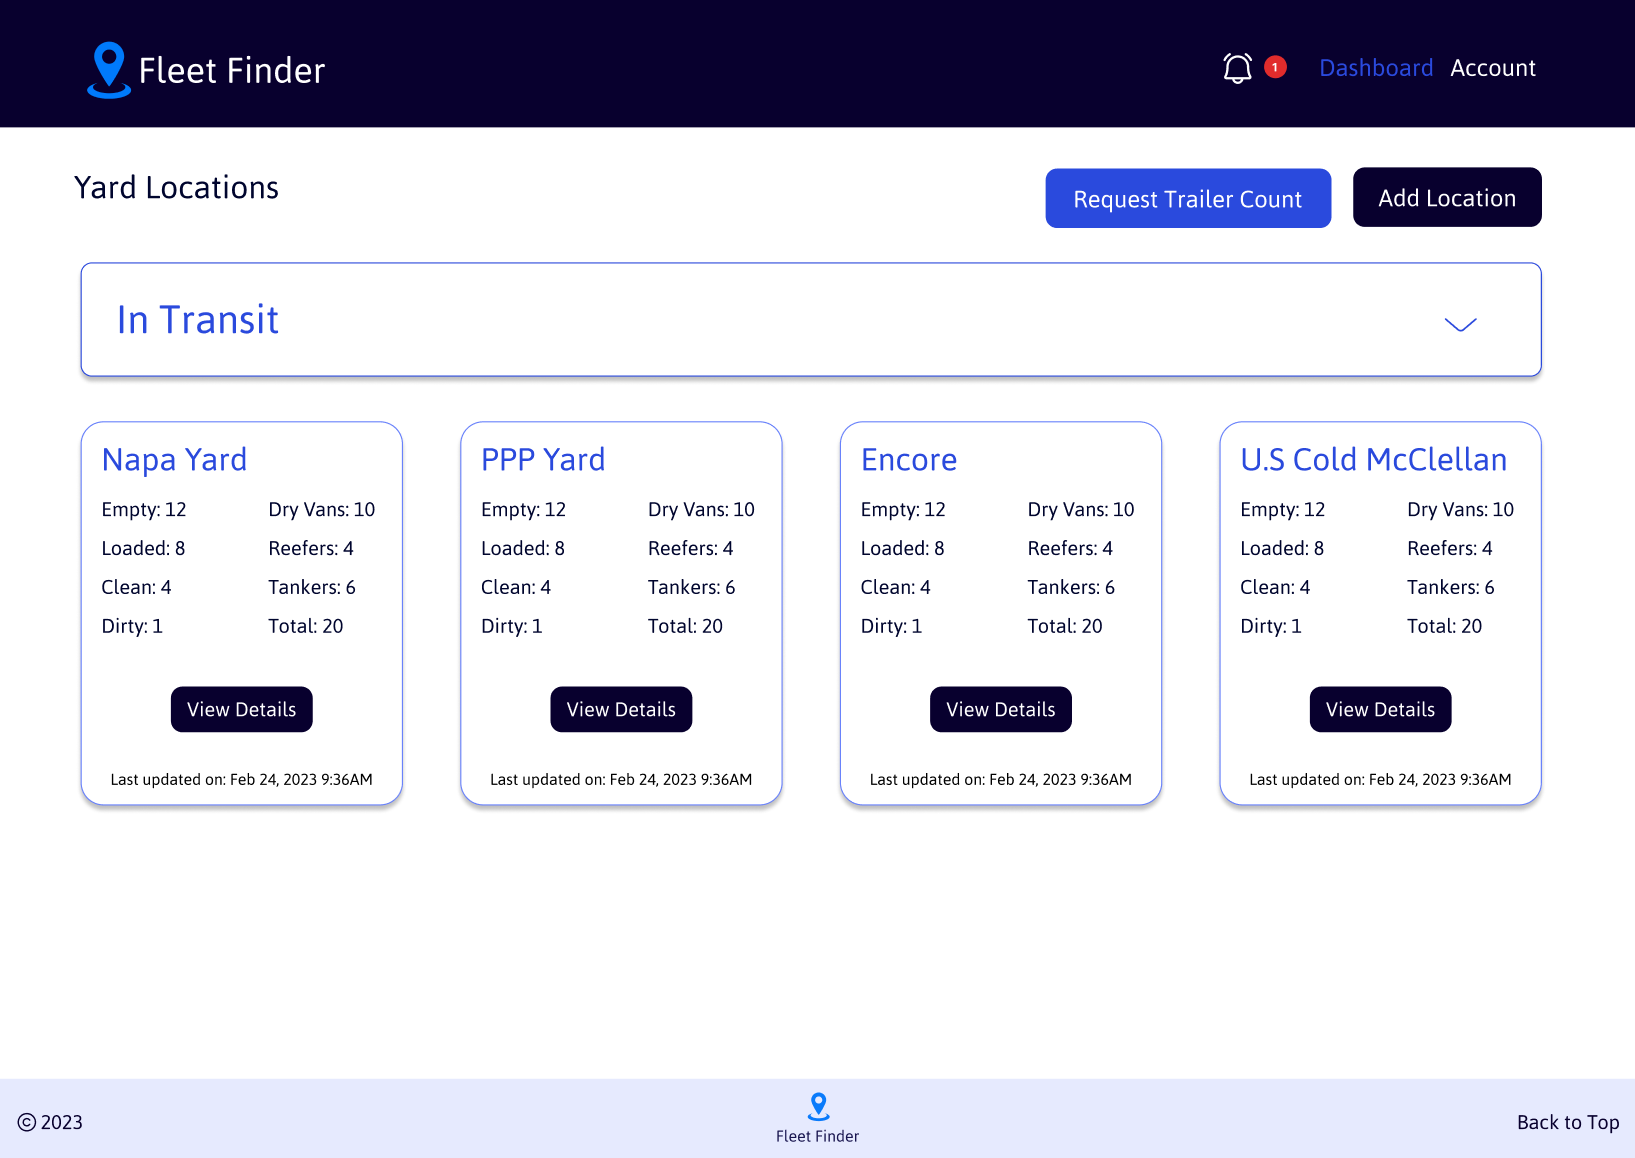 Fleet Finder
1
Dashboard Account
Yard Locations
Request Trailer Count
Add Location
In Transit
Napa Yard
Empty: 12 Dry Vans: 10
Loaded: 8 Reefers: 4
Clean: 4 Tankers: 6
Dirty: 1 Total: 20
View Details
Last updated on: Feb 24, 2023 9:36AM
PPP Yard
Empty: 12 Dry Vans: 10
Loaded: 8 Reefers: 4
Clean: 4 Tankers: 6
Dirty: 1 Total: 20
View Details
Last updated on: Feb 24, 2023 9:36AM
Encore
Empty: 12 Dry Vans: 10
Loaded: 8 Reefers: 4
Clean: 4 Tankers: 6
Dirty: 1 Total: 20
View Details
Last updated on: Feb 24, 2023 9:36AM
U.S Cold McClellan
Empty: 12 Dry Vans: 10
Loaded: 8 Reefers: 4
Clean: 4 Tankers: 6
Dirty: 1 Total: 20
View Details
Last updated on: Feb 24, 2023 9:36AM
© 2023
Fleet Finder
Back to Top